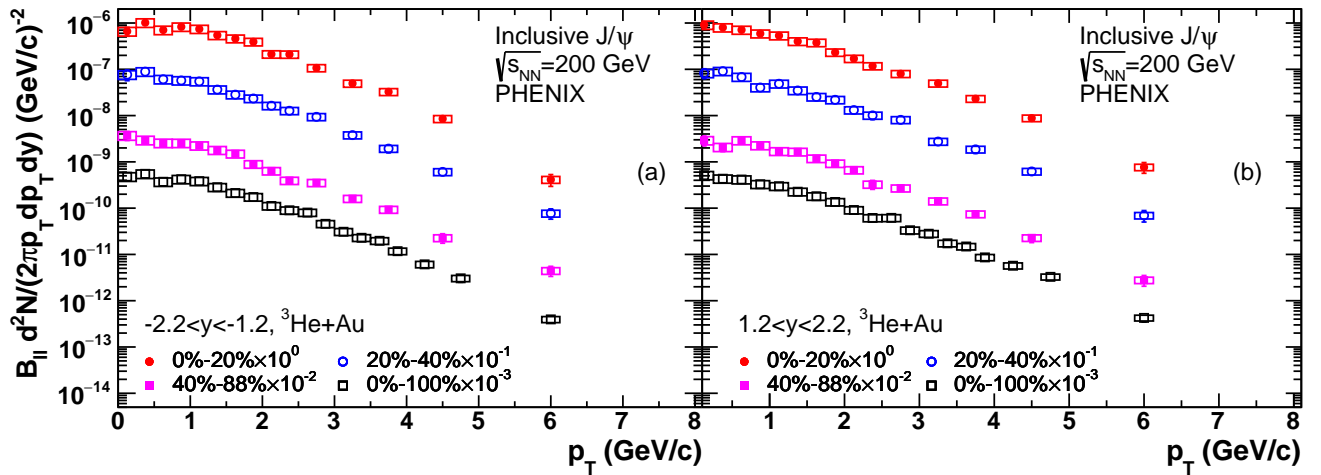 B_ll d²N/(2πp_T dp_T dy) (GeV/c)⁻²
10⁻⁶
10⁻⁷
10⁻⁸
10⁻⁹
10⁻¹⁰
10⁻¹¹
10⁻¹²
10⁻¹³
10⁻¹⁴
Inclusive J/ψ
√s_NN=200 GeV
PHENIX
(a)
-2.2<y<-1.2, ³He+Au
0%-20%×10⁰ 20%-40%×10⁻¹
40%-88%×10⁻² 0%-100%×10⁻³
0 1 2 3 4 5 6 7
p_T (GeV/c)
Inclusive J/ψ
√s_NN=200 GeV
PHENIX
(b)
1.2<y<2.2, ³He+Au
0%-20%×10⁰ 20%-40%×10⁻¹
40%-88%×10⁻² 0%-100%×10⁻³
0 1 2 3 4 5 6 7 8
p_T (GeV/c)